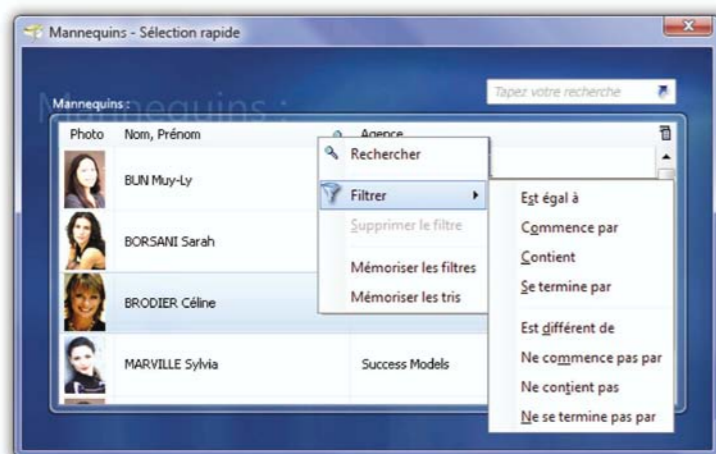 Mannequins - Sélection rapide
Tapez votre recherche
Mannequins :
Mannequins :
Photo Nom, Prénom Agence
BUN Muy-Ly
BORSANI Sarah
BRODIER Céline
MARVILLE Sylvia Success Models
Rechercher
Filtrer
Supprimer le filtre
Mémoriser les filtres
Mémoriser les tris
Est égal à
Commence par
Contient
Se termine par
Est différent de
Ne commence pas par
Ne contient pas
Ne se termine pas par